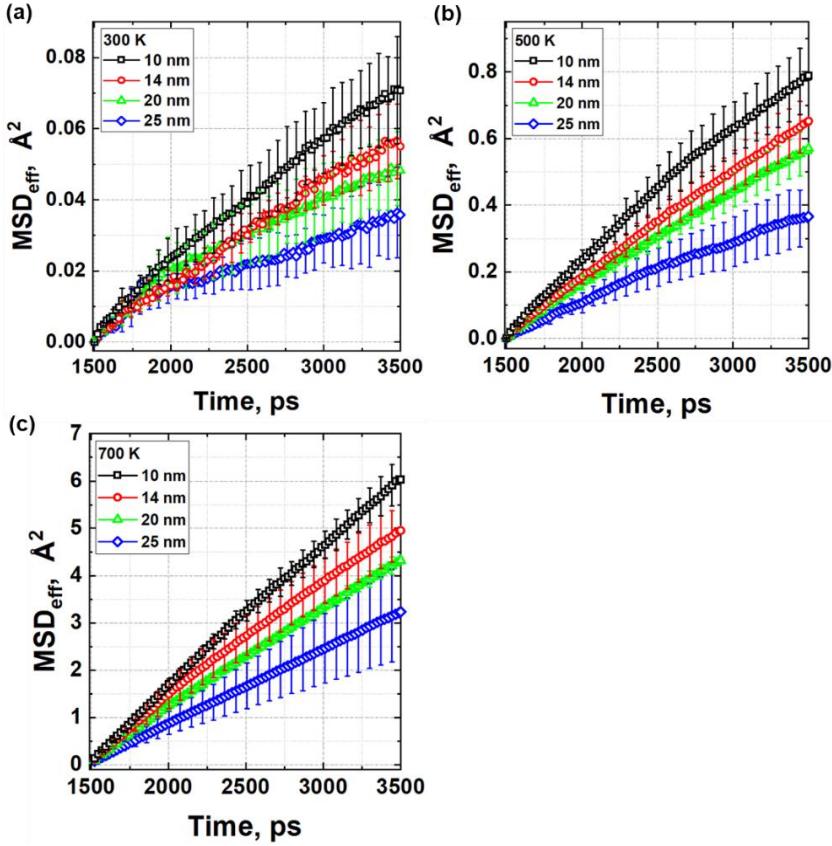 (a)
300 K
10 nm
14 nm
20 nm
25 nm
0.08
0.06
0.04
0.02
0.00
MSDeff, Å²
1500 2000 2500 3000 3500
Time, ps
(b)
500 K
10 nm
14 nm
20 nm
25 nm
0.8
0.6
0.4
0.2
0.0
MSDeff, Å²
1500 2000 2500 3000 3500
Time, ps
(c)
700 K
10 nm
14 nm
20 nm
25 nm
7
6
5
4
3
2
1
0
MSDeff, Å²
1500 2000 2500 3000 3500
Time, ps